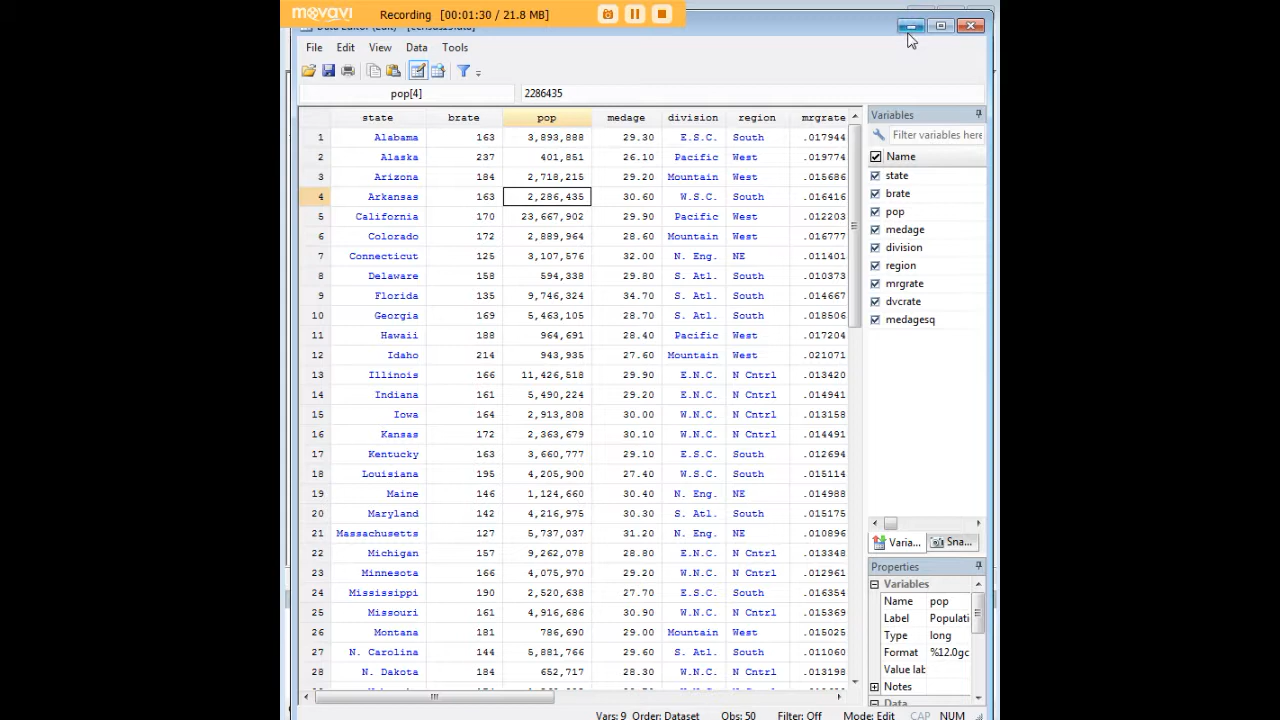 movavi Recording [00:01:30 / 21.8 MB]
File Edit View Data Tools
pop[4] 2286435
state brate pop medage division region mrgrate
1 Alabama 163 3,893,888 29.30 E.S.C. South .017944
2 Alaska 237 401,851 26.10 Pacific West .019774
3 Arizona 184 2,718,215 29.20 Mountain West .015686
4 Arkansas 163 2,286,435 30.60 W.S.C. South .016416
5 California 170 23,667,902 29.90 Pacific West .012203
6 Colorado 172 2,889,964 28.60 Mountain West .016777
7 Connecticut 125 3,107,576 32.00 N. Eng. NE .011401
8 Delaware 158 594,338 29.80 S. Atl. South .010373
9 Florida 135 9,746,324 34.70 S. Atl. South .014667
10 Georgia 169 5,463,105 28.70 S. Atl. South .018506
11 Hawaii 188 964,691 28.40 Pacific West .017204
12 Idaho 214 943,935 27.60 Mountain West .021071
13 Illinois 166 11,426,518 29.90 E.N.C. N Cntrl .013420
14 Indiana 161 5,490,224 29.20 E.N.C. N Cntrl .014941
15 Iowa 164 2,913,808 30.00 W.N.C. N Cntrl .013158
16 Kansas 172 2,363,679 30.10 W.N.C. N Cntrl .014491
17 Kentucky 163 3,660,777 29.10 E.S.C. South .012694
18 Louisiana 195 4,205,900 27.40 W.S.C. South .015114
19 Maine 146 1,124,660 30.40 N. Eng. NE .014988
20 Maryland 142 4,216,975 30.30 S. Atl. South .015175
21 Massachusetts 127 5,737,037 31.20 N. Eng. NE .010896
22 Michigan 157 9,262,078 28.80 E.N.C. N Cntrl .013348
23 Minnesota 166 4,075,970 29.20 W.N.C. N Cntrl .012961
24 Mississippi 190 2,520,638 27.70 E.S.C. South .016354
25 Missouri 161 4,916,686 30.90 W.N.C. N Cntrl .015369
26 Montana 181 786,690 29.00 Mountain West .015025
27 N. Carolina 144 5,881,766 29.60 S. Atl. South .011060
28 N. Dakota 184 652,717 28.30 W.N.C. N Cntrl .013198
Variables
Filter variables here
Name
state
brate
pop
medage
division
region
mrgrate
dvcrate
medagesq
Varia... Sna...
Properties
Variables
Name pop
Label Populati
Type long
Format %12.0gc
Value lab
Notes
Data
Vars: 9 Order: Dataset Obs: 50 Filter: Off Mode: Edit CAP NUM